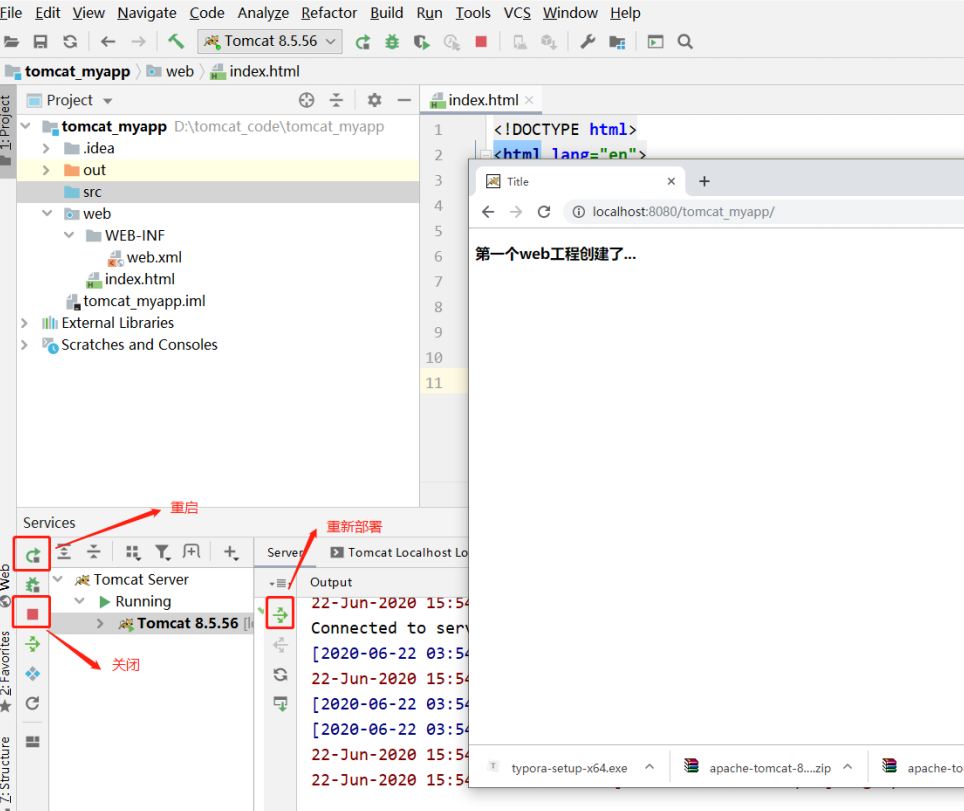 File Edit View Navigate Code Analyze Refactor Build Run Tools VCS Window Help
Tomcat 8.5.56
tomcat_myapp web index.html
1: Project
Project
index.html
tomcat_myapp D:\tomcat_code\tomcat_myapp
.idea
out
src
web
WEB-INF
web.xml
index.html
tomcat_myapp.iml
External Libraries
Scratches and Consoles
1 <!DOCTYPE html>
2 <html lang="en">
3
4
5
6
7
8
9
10
11
Title
localhost:8080/tomcat_myapp/
第一个web工程创建了...
Services
重启
重新部署
关闭
Web
2: Favorites
7: Structure
Server Tomcat Localhost Lo
Tomcat Server
Running
Tomcat 8.5.56
Output
22-Jun-2020 15:54
Connected to serv
[2020-06-22 03:54
22-Jun-2020 15:54
[2020-06-22 03:54
[2020-06-22 03:54
22-Jun-2020 15:54
22-Jun-2020 15:54
typora-setup-x64.exe
apache-tomcat-8....zip
apache-to